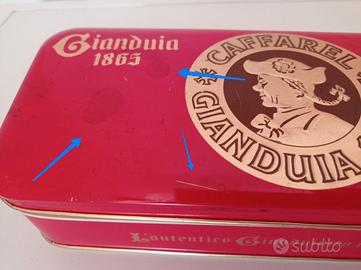 Gianduia
1865
CAFFAREL
GIANDUIA
L'autentico
subito